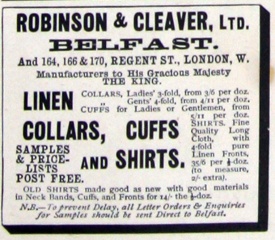 ROBINSON & CLEAVER, LTD.
BELFAST.
And 164, 166 & 170, REGENT ST., LONDON, W.
Manufacturers to His Gracious Majesty
THE KING.
LINEN
COLLARS, Ladies' 3-fold, from 3/6 per doz.
" Gents' 4-fold, from 4/11 per doz.
CUFFS for Ladies or Gentlemen, from
5/11 per doz.
COLLARS, CUFFS
SHIRTS. Fine
Quality Long
Cloth, with
4-fold pure
Linen Fronts,
35/6 per ½-doz.
(to measure,
2/- extra).
SAMPLES
& PRICE-
LISTS
POST FREE.
AND SHIRTS.
OLD SHIRTS made good as new with good materials
in Neck Bands, Cuffs, and Fronts for 14/- the ½-doz.
N.B.—To prevent Delay, all Letter Orders & Enquiries
for Samples should be sent Direct to Belfast.